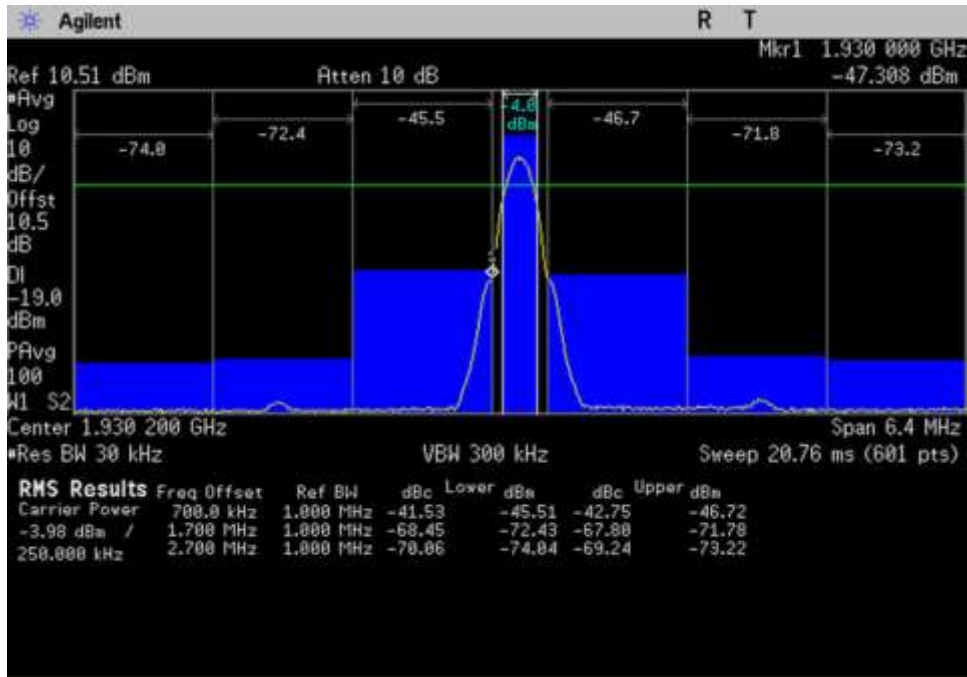 Agilent R T
Mkr1 1.930 000 GHz
Ref 10.51 dBm Atten 10 dB -47.308 dBm
#Avg
Log
10
dB/
Offst
10.5
dB
DI
-19.0
dBm
PAvg
100
W1 S2
-74.0 -72.4 -45.5 -4.0 dBm -46.7 -71.8 -73.2
Center 1.930 200 GHz Span 6.4 MHz
#Res BW 30 kHz VBW 300 kHz Sweep 20.76 ms (601 pts)
RMS Results Freq Offset Ref BW dBc Lower dBm dBc Upper dBm
Carrier Power 700.0 kHz 1.000 MHz -41.53 -45.51 -42.75 -46.72
-3.98 dBm / 1.700 MHz 1.000 MHz -68.45 -72.43 -67.80 -71.78
250.000 kHz 2.700 MHz 1.000 MHz -70.06 -74.04 -69.24 -73.22